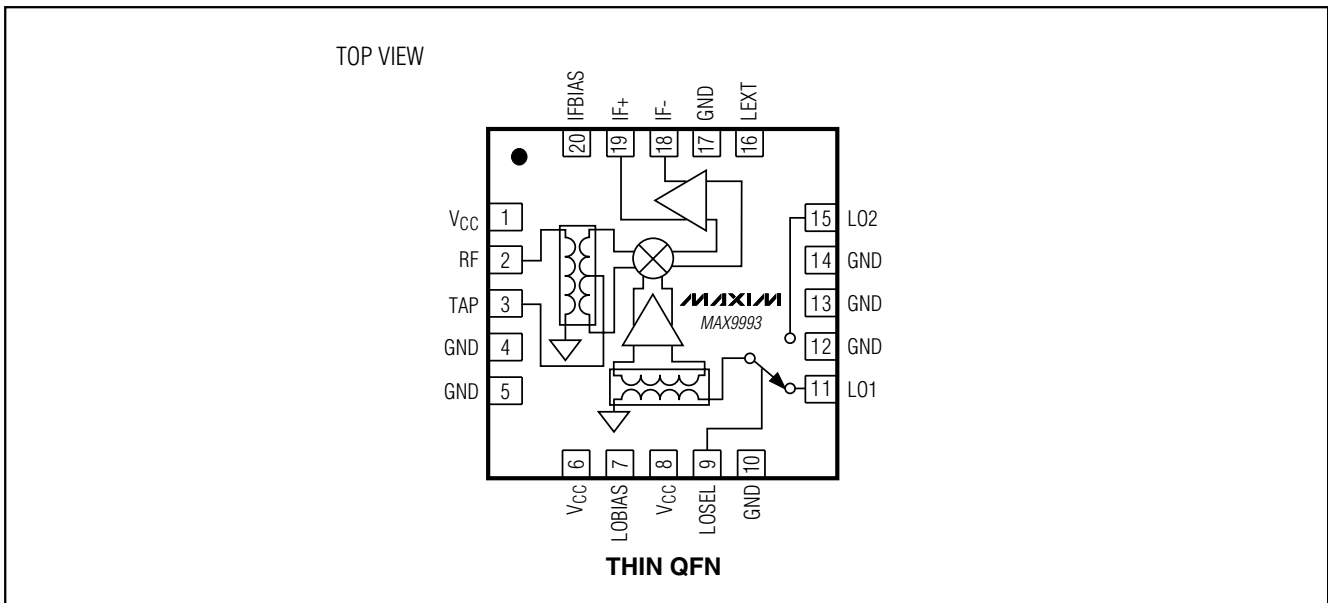 TOP VIEW
IFBIAS
IF+
IF-
GND
LEXT
20
19
18
17
16
VCC 1
RF 2
TAP 3
GND 4
GND 5
15 LO2
14 GND
13 GND
12 GND
11 LO1
MAXIM
MAX9993
6
7
8
9
10
VCC
LOBIAS
VCC
LOSEL
GND
THIN QFN